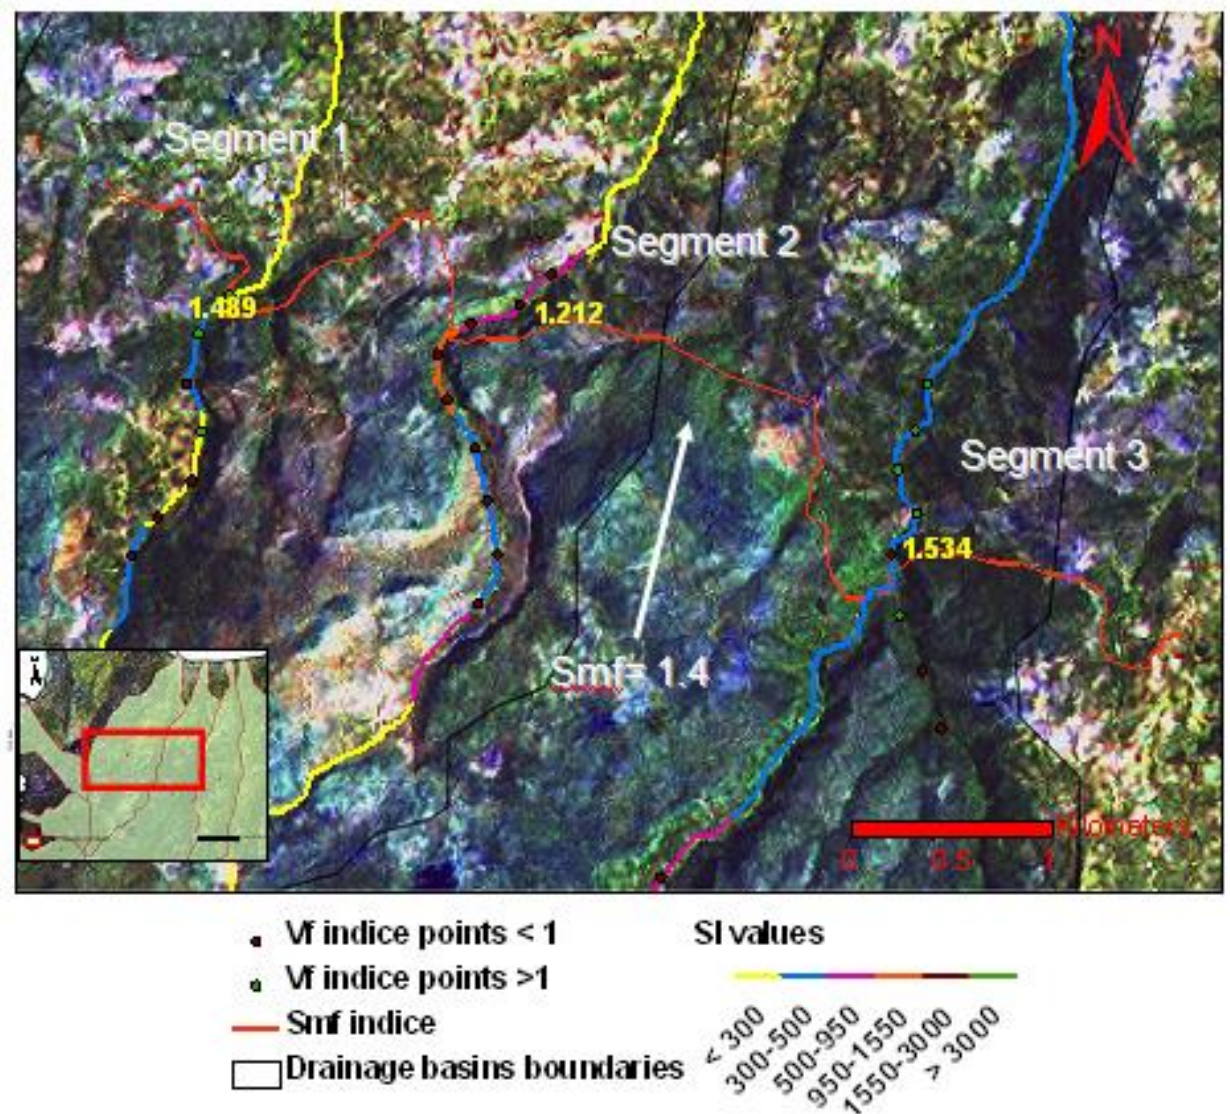 N
Segment 1
Segment 2
1.489
1.212
Segment 3
1.534
Smf= 1.4
Kilometers
0 0.5 1
Vf indice points < 1
Vf indice points >1
Smf indice
Drainage basins boundaries
SI values
< 300
300-500
500-950
950-1550
1550-3000
> 3000